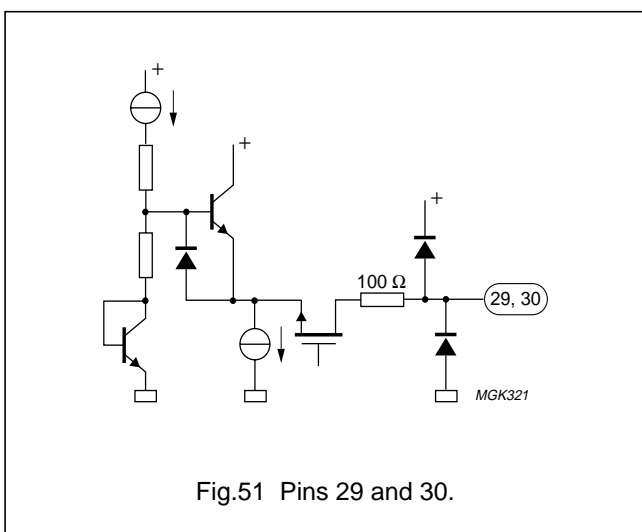 +
+
+
100 Ω
29, 30
MGK321
Fig.51 Pins 29 and 30.